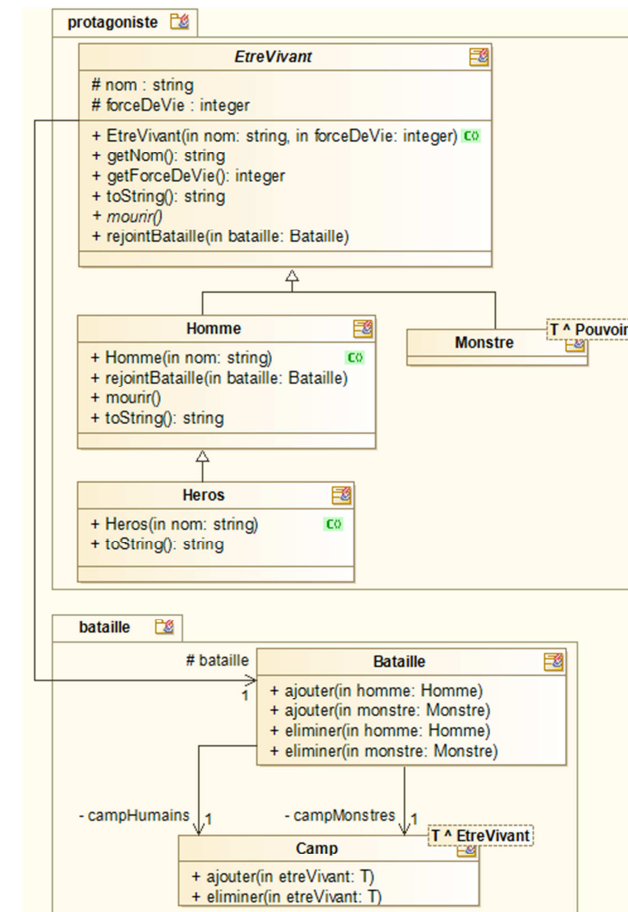 protagoniste
EtreVivant
# nom : string
# forceDeVie : integer
+ EtreVivant(in nom: string, in forceDeVie: integer)
+ getNom(): string
+ getForceDeVie(): integer
+ toString(): string
+ mourir()
+ rejointBataille(in bataille: Bataille)
Homme
+ Homme(in nom: string)
+ rejointBataille(in bataille: Bataille)
+ mourir()
+ toString(): string
T ^ Pouvoir
Monstre
Heros
+ Heros(in nom: string)
+ toString(): string
bataille
# bataille
1
Bataille
+ ajouter(in homme: Homme)
+ ajouter(in monstre: Monstre)
+ eliminer(in homme: Homme)
+ eliminer(in monstre: Monstre)
- campHumains
1
- campMonstres
1
T ^ EtreVivant
Camp
+ ajouter(in etreVivant: T)
+ eliminer(in etreVivant: T)